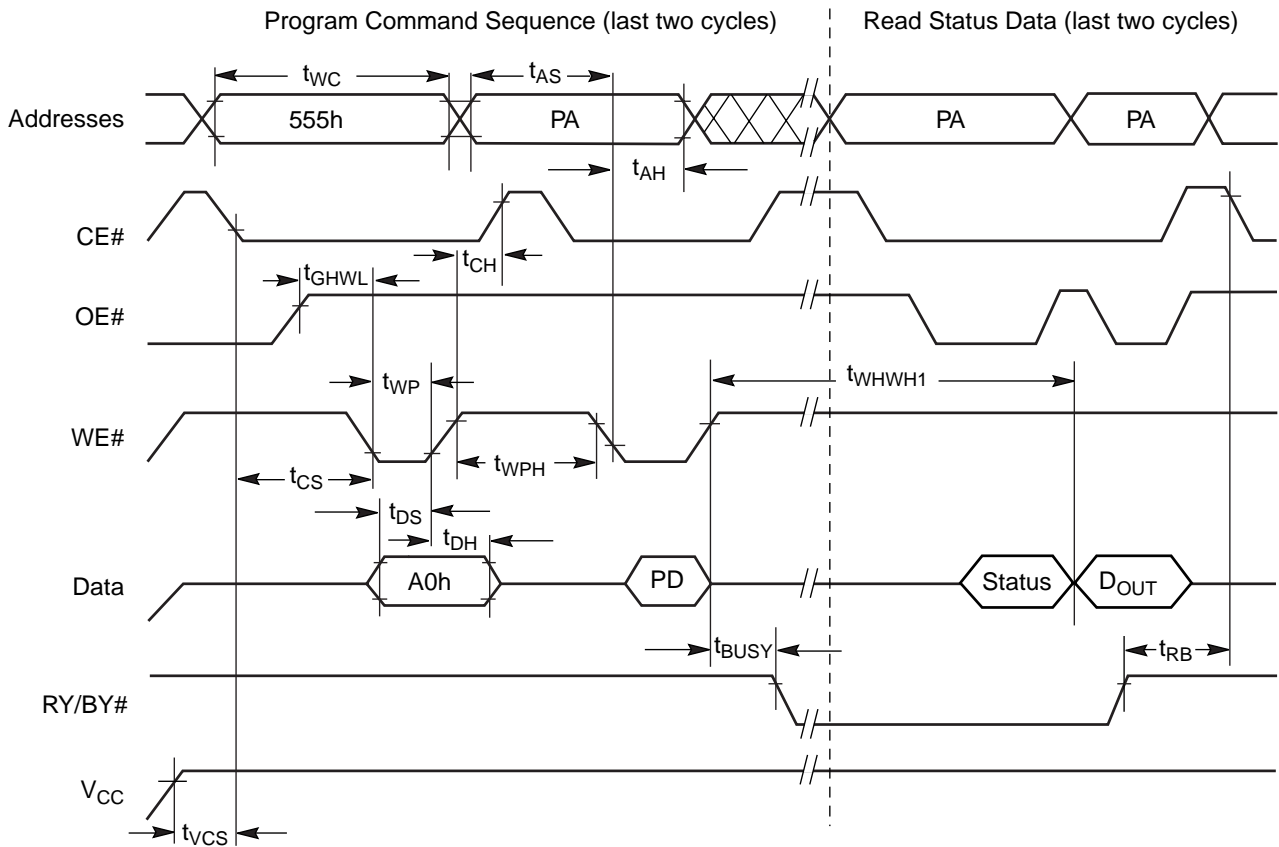 Program Command Sequence (last two cycles)
Read Status Data (last two cycles)
tWC
tAS
Addresses
555h
PA
PA
PA
tAH
CE#
tCH
tGHWL
OE#
tWP
tWHWH1
WE#
tWPH
tCS
tDS
tDH
Data
A0h
PD
Status
DOUT
tBUSY
tRB
RY/BY#
VCC
tVCS